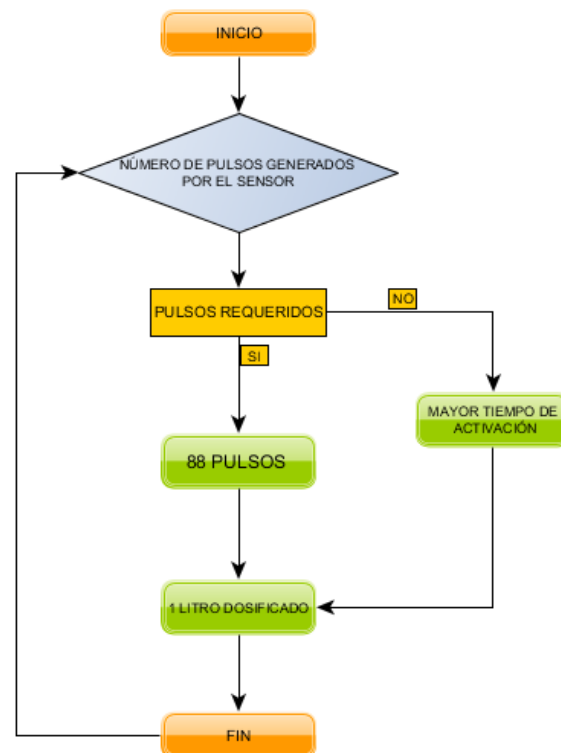 INICIO
NÚMERO DE PULSOS GENERADOS
POR EL SENSOR
PULSOS REQUERIDOS
NO
SI
MAYOR TIEMPO DE
ACTIVACIÓN
88 PULSOS
1 LITRO DOSIFICADO
FIN